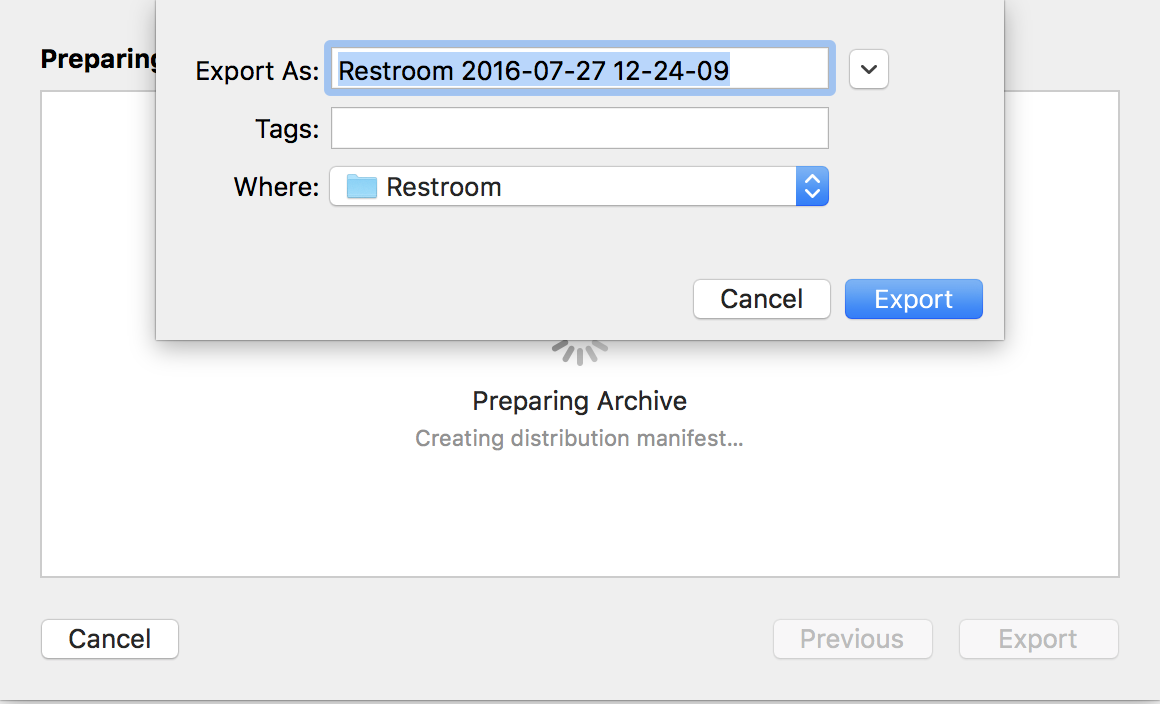 Preparing
Export As: Restroom 2016-07-27 12-24-09
Tags:
Where: Restroom
Cancel Export
Preparing Archive
Creating distribution manifest...
Cancel Previous Export